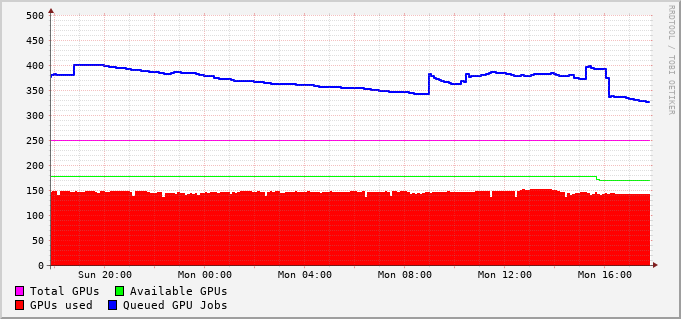 500
450
400
350
300
250
200
150
100
50
0
Sun 20:00 Mon 00:00 Mon 04:00 Mon 08:00 Mon 12:00 Mon 16:00
Total GPUs Available GPUs
GPUs used Queued GPU Jobs
RRDTOOL / TOBI OETIKER